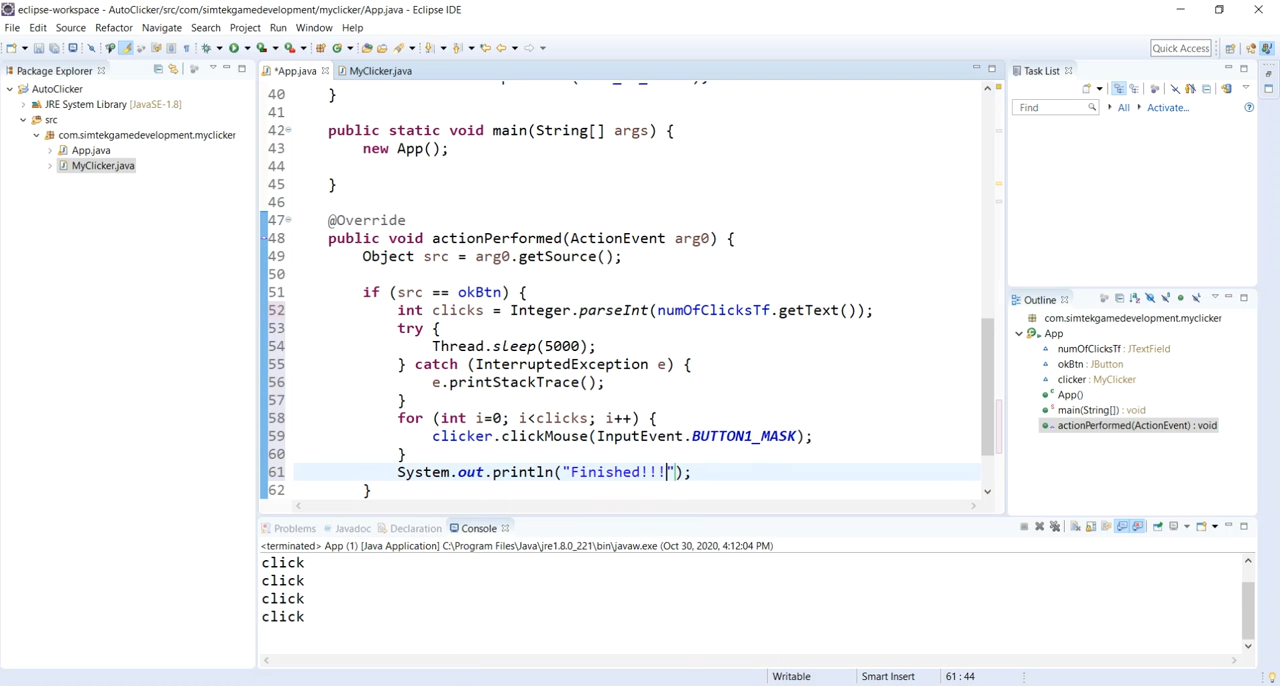 eclipse-workspace - AutoClicker/src/com/simtekgamedevelopment/myclicker/App.java - Eclipse IDE
File Edit Source Refactor Navigate Search Project Run Window Help
Quick Access
Package Explorer
*App.java MyClicker.java
Task List
AutoClicker
JRE System Library [JavaSE-1.8]
src
com.simtekgamedevelopment.myclicker
App.java
MyClicker.java
40 }
41
42 public static void main(String[] args) {
43 new App();
44
45 }
46
47 @Override
48 public void actionPerformed(ActionEvent arg0) {
49 Object src = arg0.getSource();
50
51 if (src == okBtn) {
52 int clicks = Integer.parseInt(numOfClicksTf.getText());
53 try {
54 Thread.sleep(5000);
55 } catch (InterruptedException e) {
56 e.printStackTrace();
57 }
58 for (int i=0; i<clicks; i++) {
59 clicker.clickMouse(InputEvent.BUTTON1_MASK);
60 }
61 System.out.println("Finished!!!");
62 }
Find All Activate...
Outline
com.simtekgamedevelopment.myclicker
App
numOfClicksTf : JTextField
okBtn : JButton
clicker : MyClicker
App()
main(String[]) : void
actionPerformed(ActionEvent) : void
Problems Javadoc Declaration Console
<terminated> App (1) [Java Application] C:\Program Files\Java\jre1.8.0_221\bin\javaw.exe (Oct 30, 2020, 4:12:04 PM)
click
click
click
click
Writable Smart Insert 61 : 44